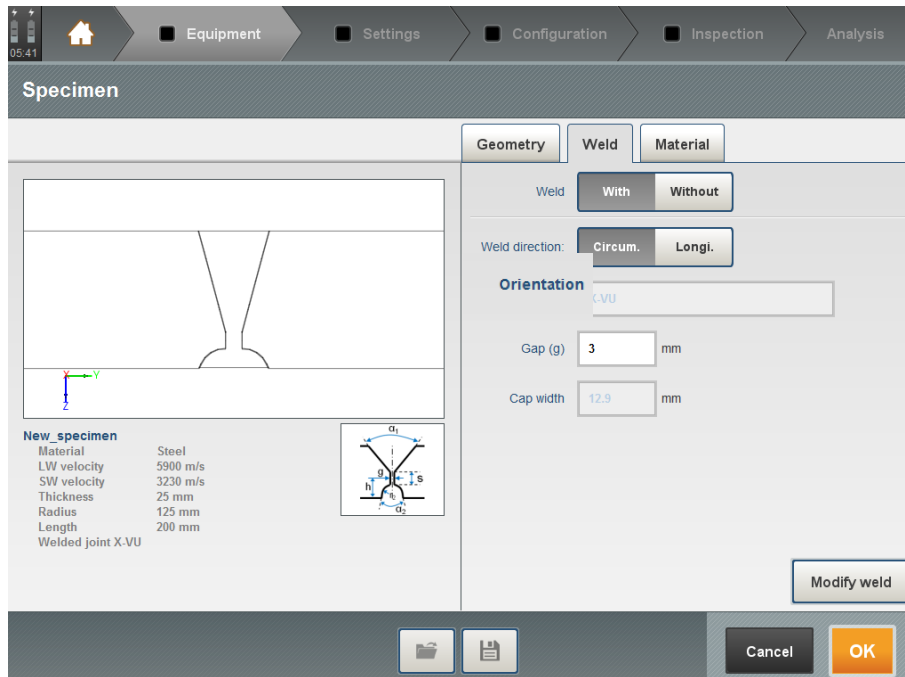 05:41
Equipment
Settings
Configuration
Inspection
Analysis
Specimen
Geometry
Weld
Material
Weld
With
Without
Weld direction:
Circum.
Longi.
Orientation
X-VU
Gap (g)
3
mm
Cap width
12.9
mm
X
Y
Z
New_specimen
Material Steel
LW velocity 5900 m/s
SW velocity 3230 m/s
Thickness 25 mm
Radius 125 mm
Length 200 mm
Welded joint X-VU
α1
g
s
h
α2
Modify weld
Cancel
OK